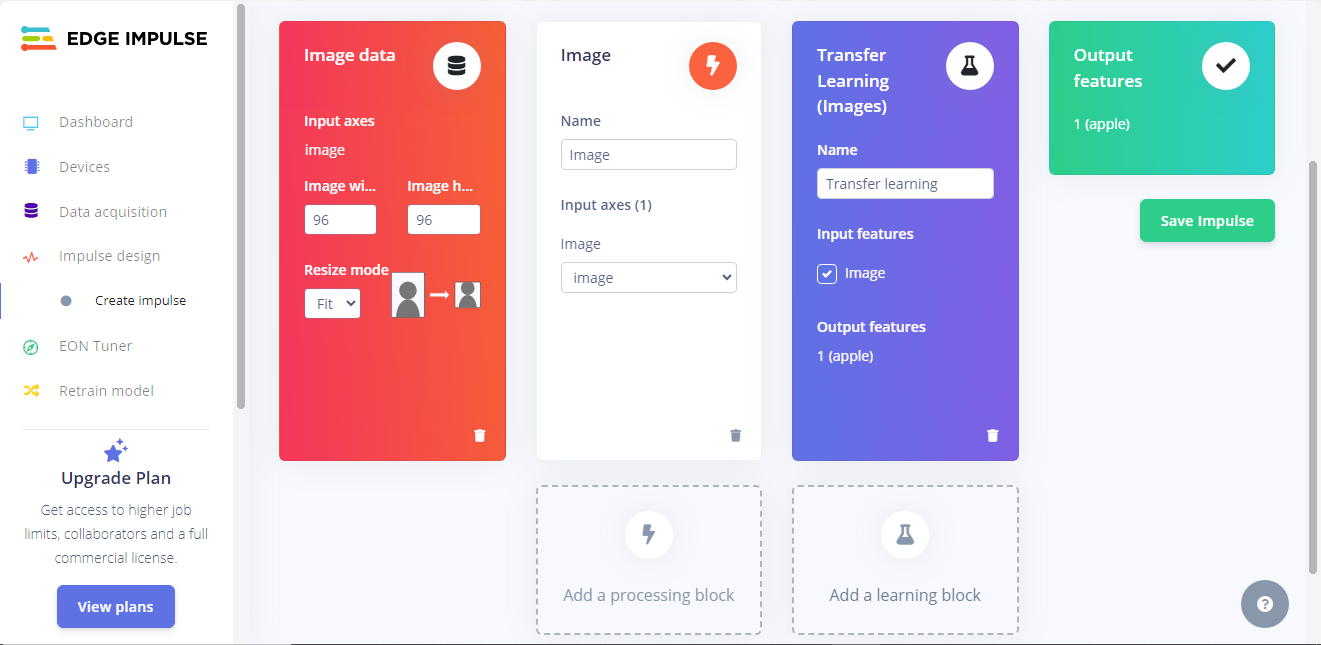 EDGE IMPULSE
Dashboard
Devices
Data acquisition
Impulse design
Create impulse
EON Tuner
Retrain model
Upgrade Plan
Get access to higher job
limits, collaborators and a full
commercial license.
View plans
Image data
Input axes
image
Image wi... Image h...
96 96
Resize mode
Fit
Image
Name
Image
Input axes (1)
Image
image
Add a processing block
Transfer
Learning
(Images)
Name
Transfer learning
Input features
Image
Output features
1 (apple)
Add a learning block
Output
features
1 (apple)
Save Impulse
?